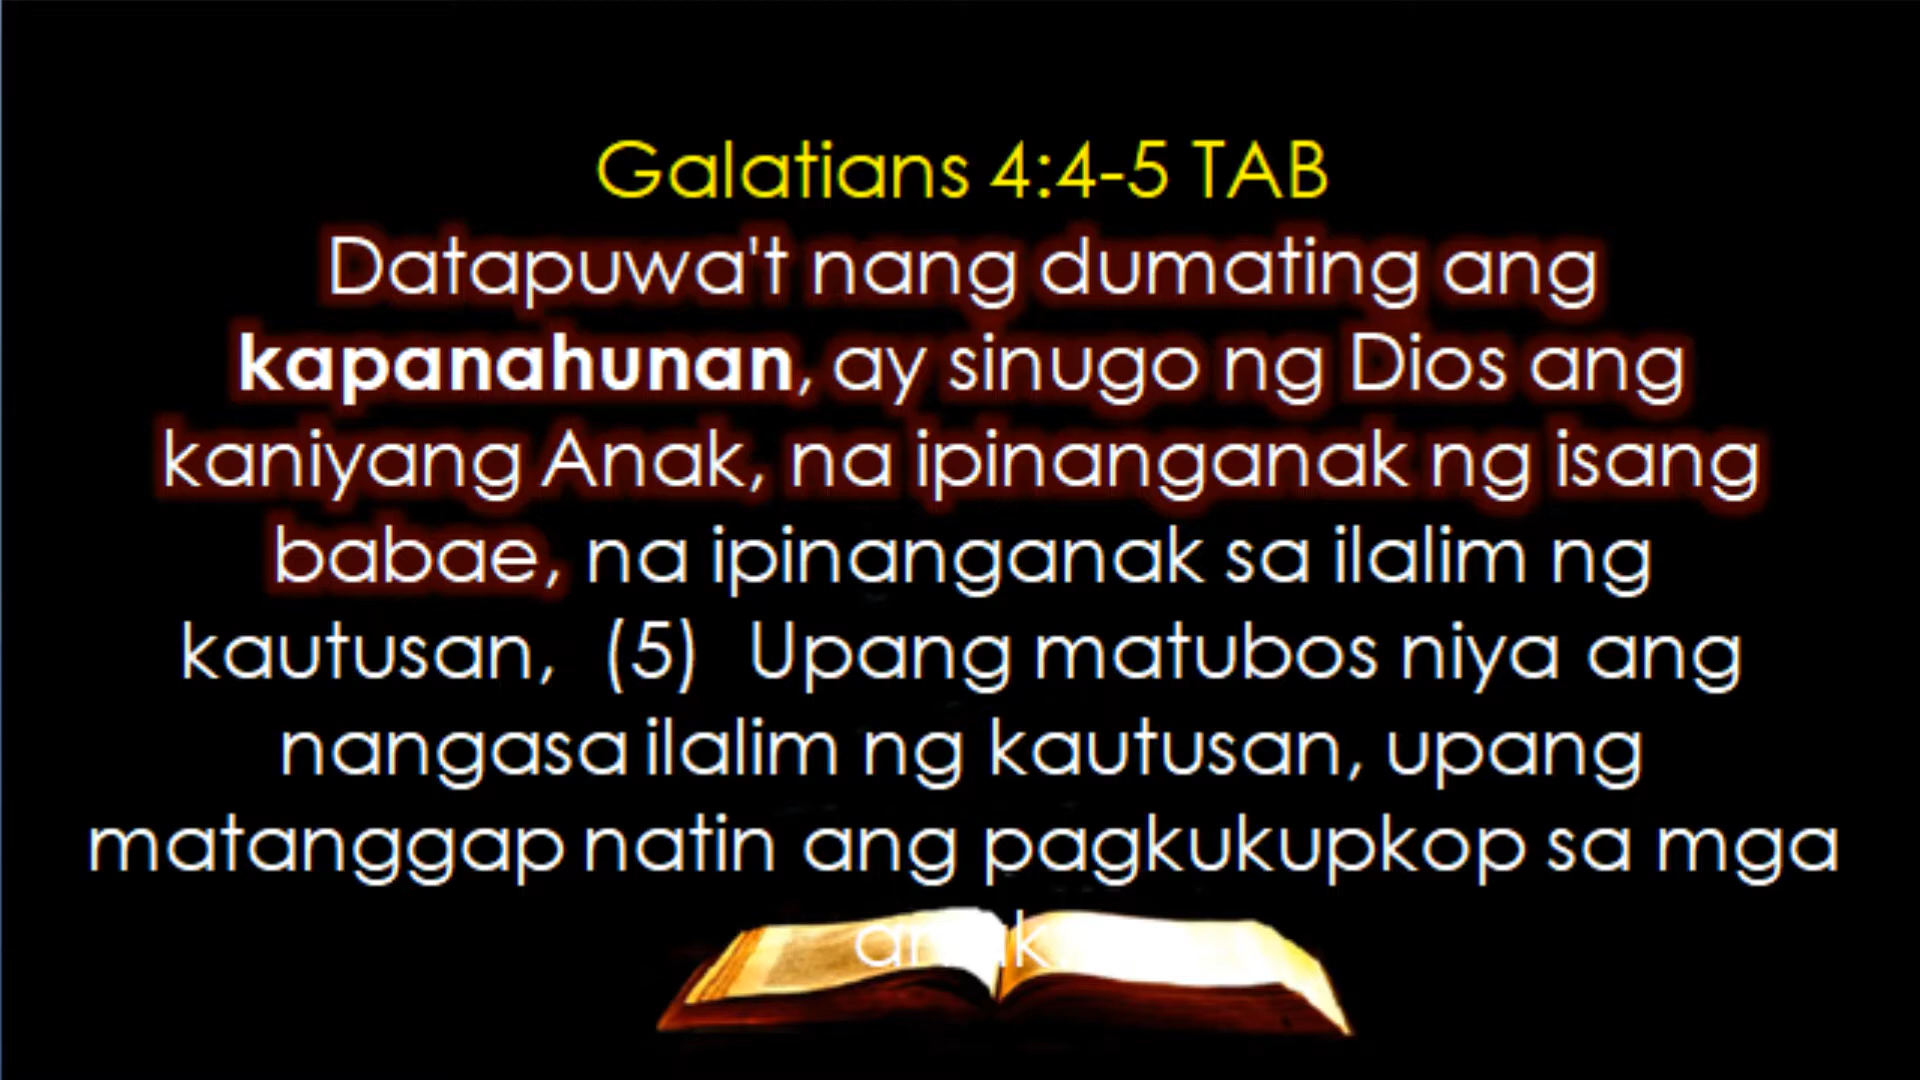 Galatians 4:4-5 TAB
Datapuwa't nang dumating ang
kapanahunan, ay sinugo ng Dios ang
kaniyang Anak, na ipinanganak ng isang
babae, na ipinanganak sa ilalim ng
kautusan, (5) Upang matubos niya ang
nangasa ilalim ng kautusan, upang
matanggap natin ang pagkukupkop sa mga